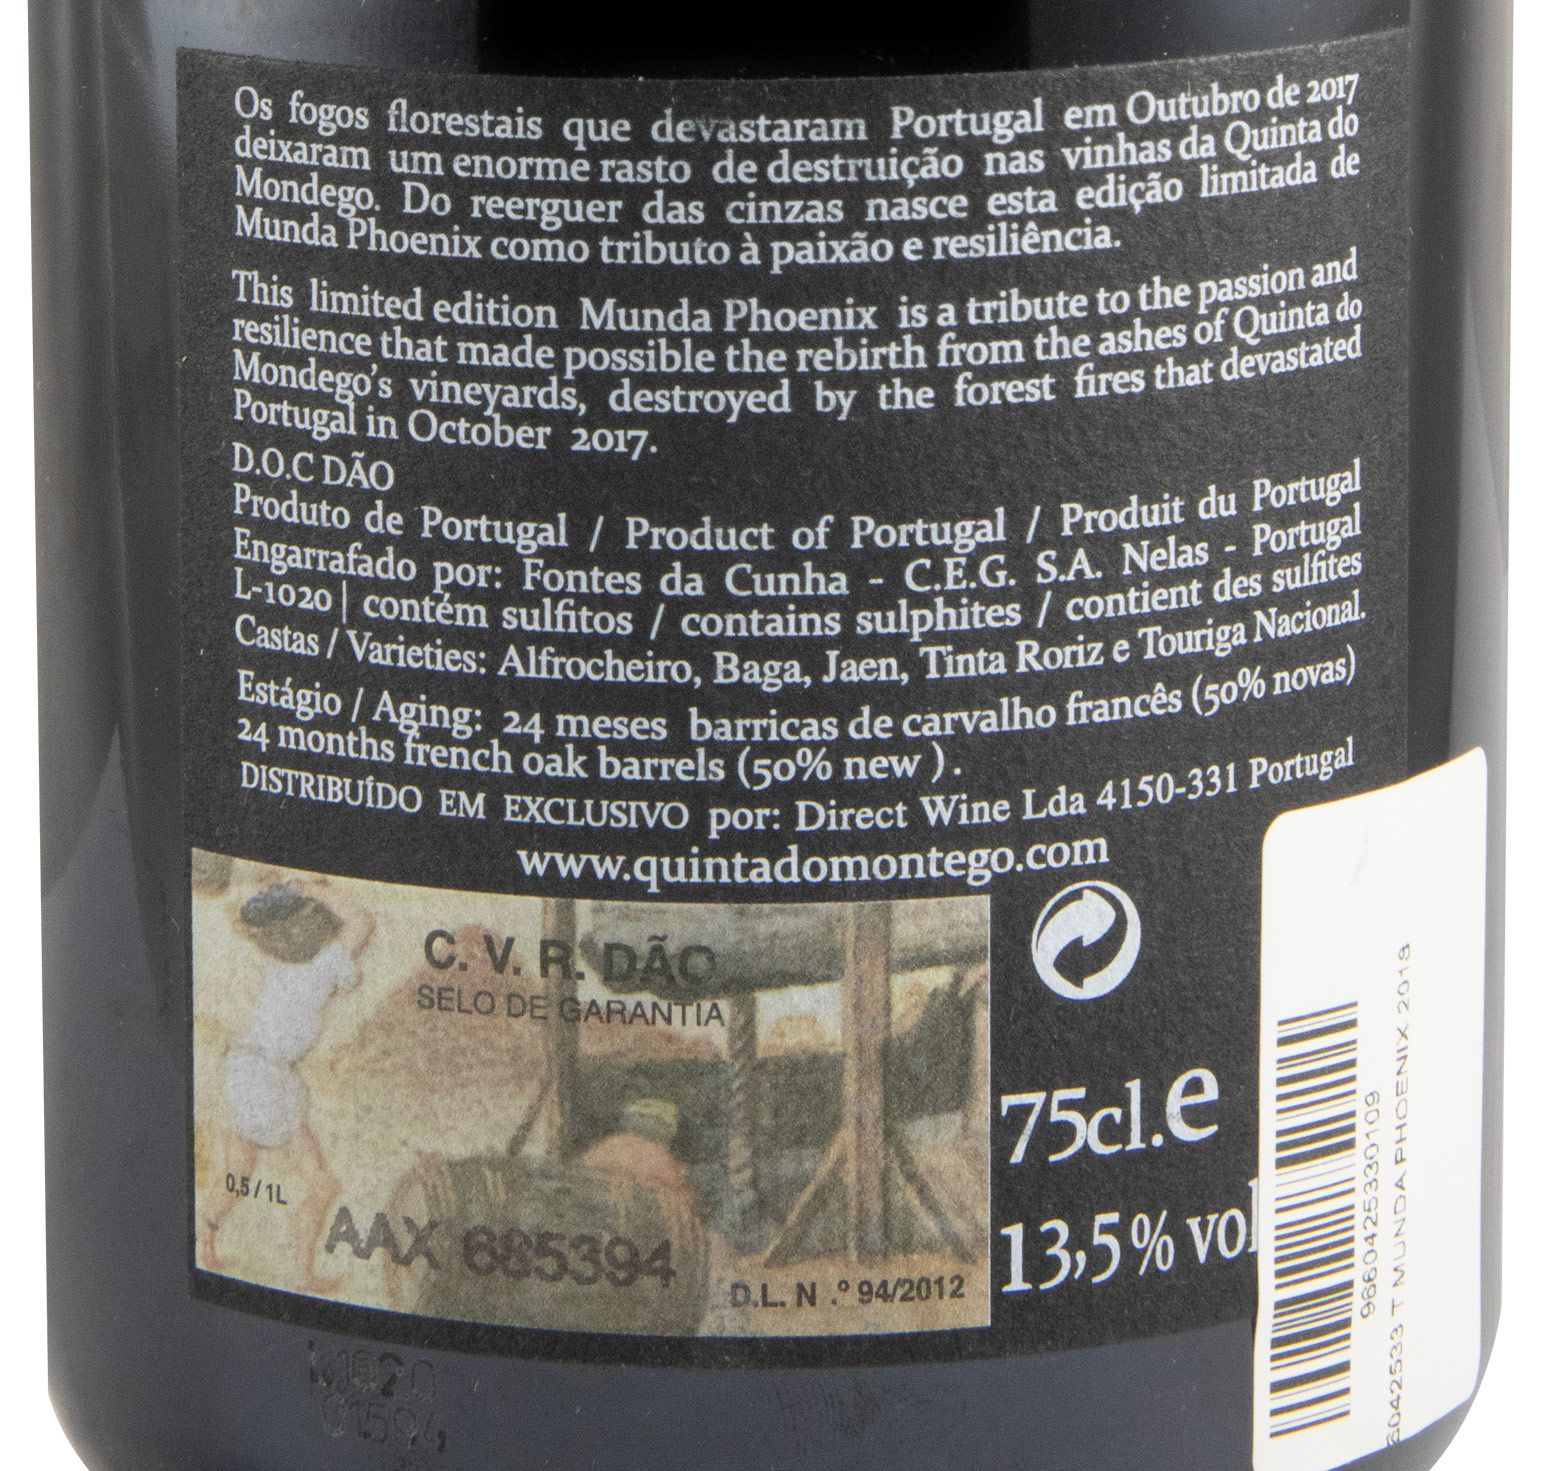 Os fogos florestais que devastaram Portugal em Outubro de 2017
deixaram um enorme rasto de destruição nas vinhas da Quinta do
Mondego. Do reerguer das cinzas nasce esta edição limitada de
Munda Phoenix como tributo à paixão e resiliência.
This limited edition Munda Phoenix is a tribute to the passion and
resilience that made possible the rebirth from the ashes of Quinta do
Mondego's vineyards, destroyed by the forest fires that devastated
Portugal in October 2017.
D.O.C DÃO
Produto de Portugal / Product of Portugal / Produit du Portugal
Engarrafado por: Fontes da Cunha - C.E.G. S.A. Nelas - Portugal
L-1020 | contém sulfitos / contains sulphites / contient des sulfites
Castas / Varieties: Alfrocheiro, Baga, Jaen, Tinta Roriz e Touriga Nacional.
Estágio / Aging: 24 meses barricas de carvalho francês (50% novas)
24 months french oak barrels (50% new ) .
DISTRIBUÍDO EM EXCLUSIVO por: Direct Wine Lda 4150-331 Portugal
www.quintadomontego.com
C. V. R. DÃO
SELO DE GARANTIA
0,5 / 1L
AAX 685394
D.L. N .º 94/2012
75cl.e
13,5% vol
9660425330109
6042533 T MUNDA PHOENIX 2018
L1020
01594